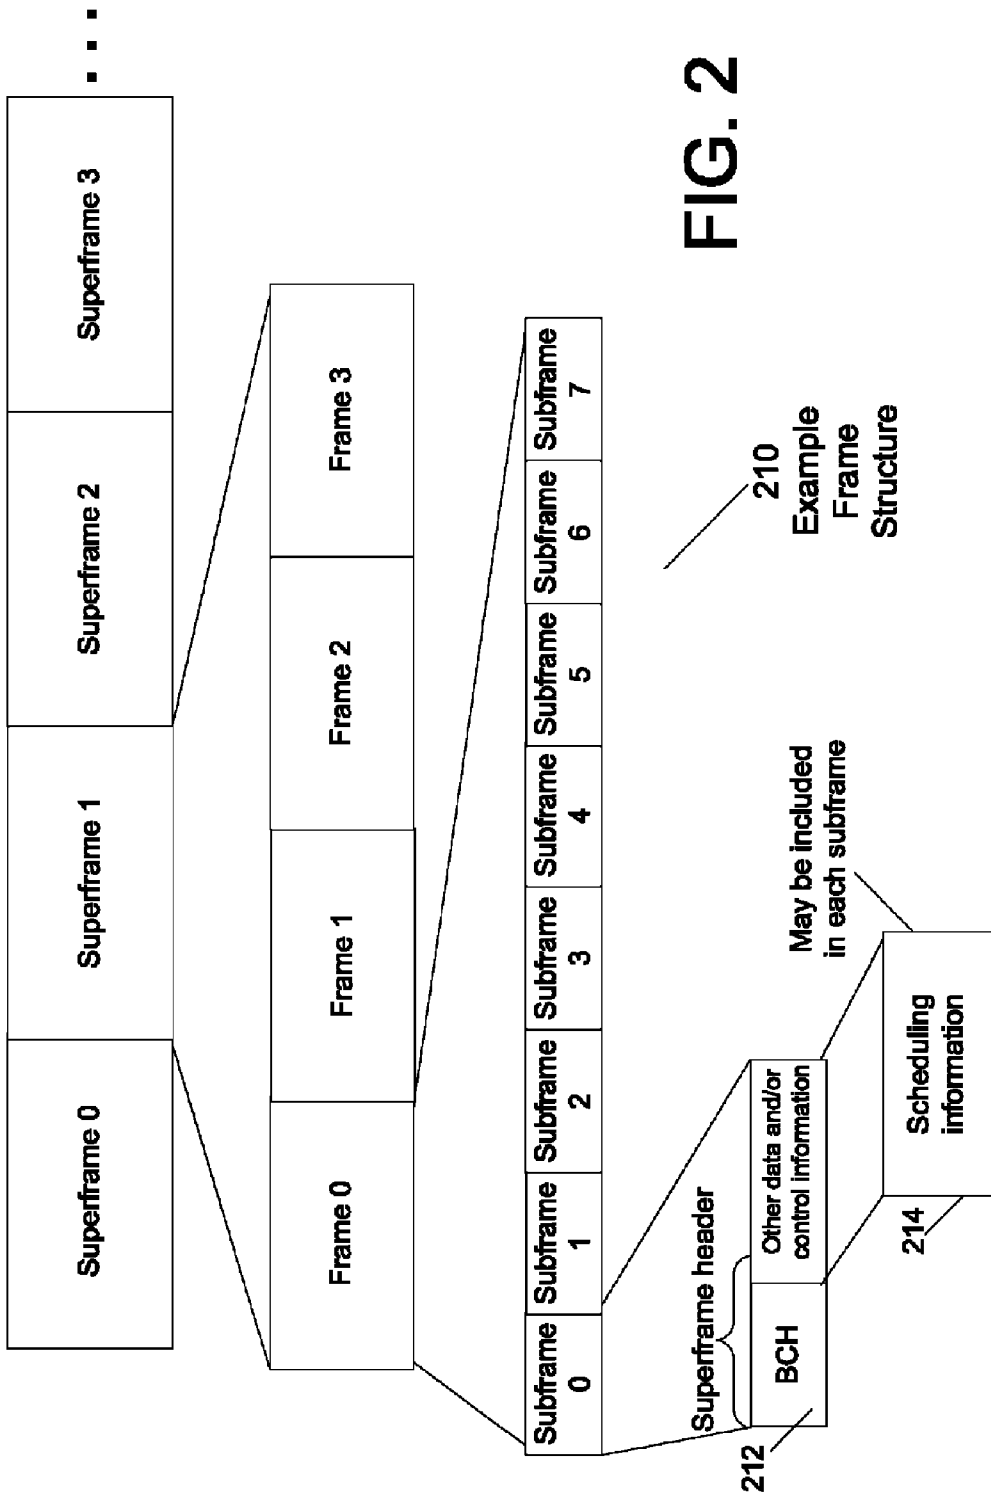 Superframe 0
Superframe 1
Superframe 2
Superframe 3
...
Frame 0
Frame 1
Frame 2
Frame 3
Subframe
0
Subframe
1
Subframe
2
Subframe
3
Subframe
4
Subframe
5
Subframe
6
Subframe
7
Superframe header
212
BCH
Other data and/or
control information
214
Scheduling
information
May be included
in each subframe
210
Example
Frame
Structure
FIG. 2